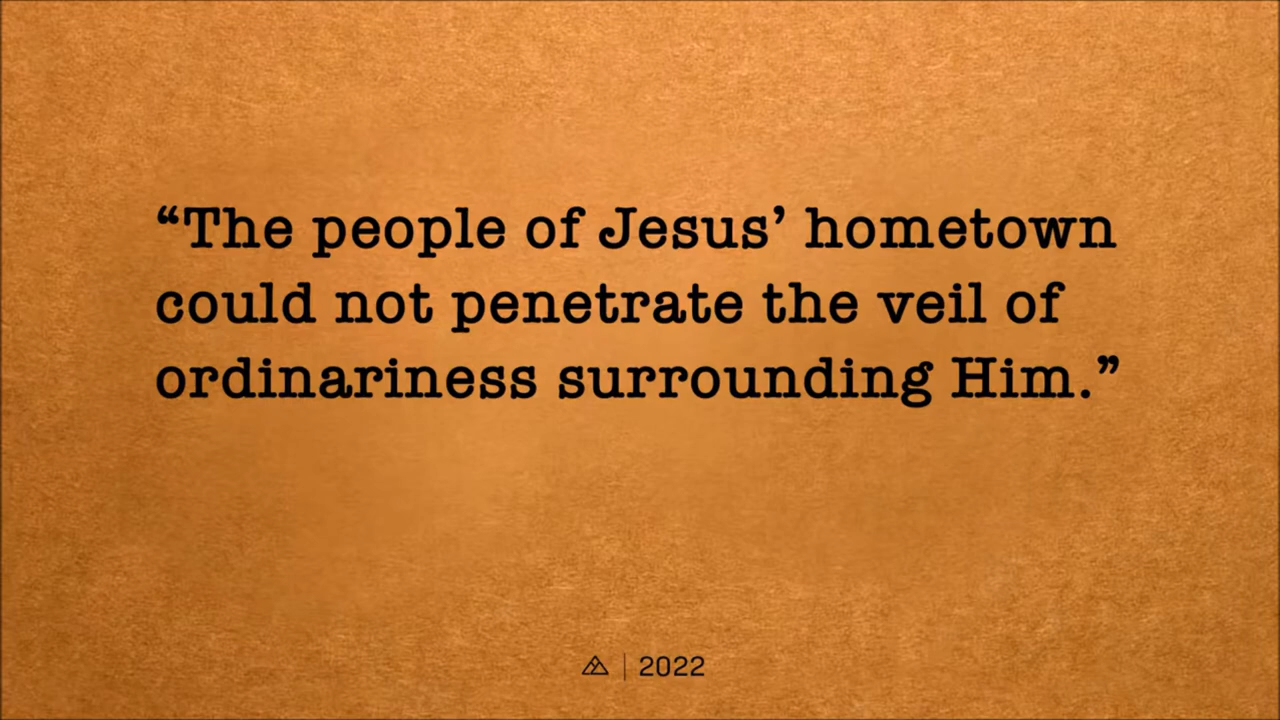 “The people of Jesus’ hometown
could not penetrate the veil of
ordinariness surrounding Him.”
| 2022